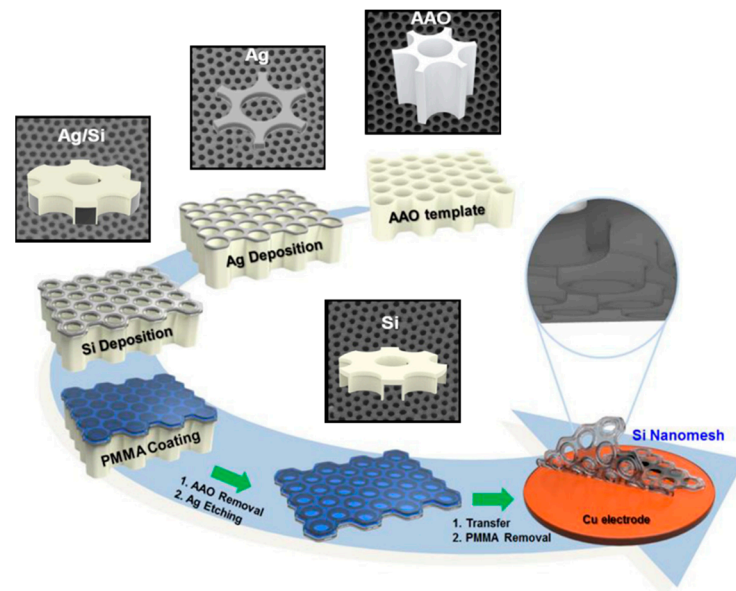 AAO
Ag
Ag/Si
AAO template
Ag Deposition
Si Deposition
Si
PMMA Coating
1. AAO Removal
2. Ag Etching
1. Transfer
2. PMMA Removal
Si Nanomesh
Cu electrode